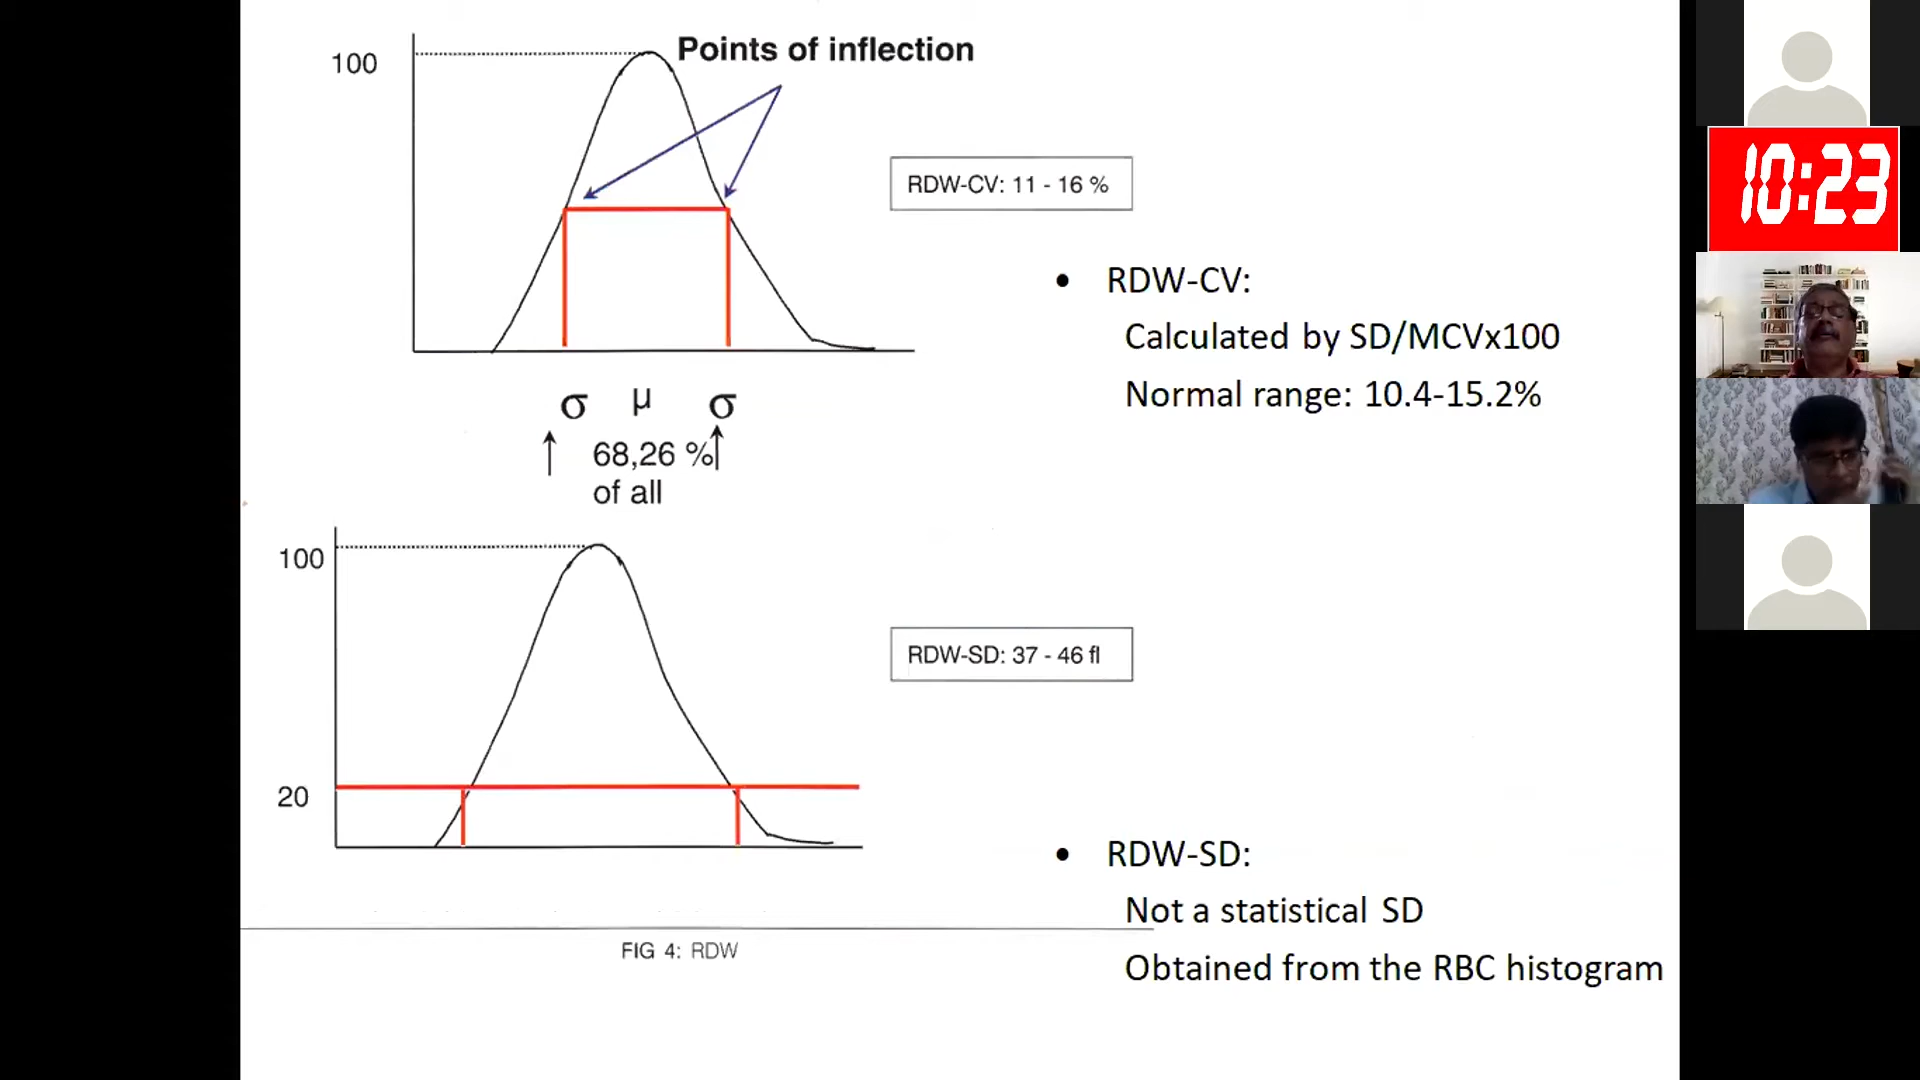 100
Points of inflection
RDW-CV: 11 - 16 %
• RDW-CV:
Calculated by SD/MCVx100
Normal range: 10.4-15.2%
σ μ σ
68,26 %
of all
100
RDW-SD: 37 - 46 fl
20
• RDW-SD:
Not a statistical SD
Obtained from the RBC histogram
FIG 4: RDW
10:23